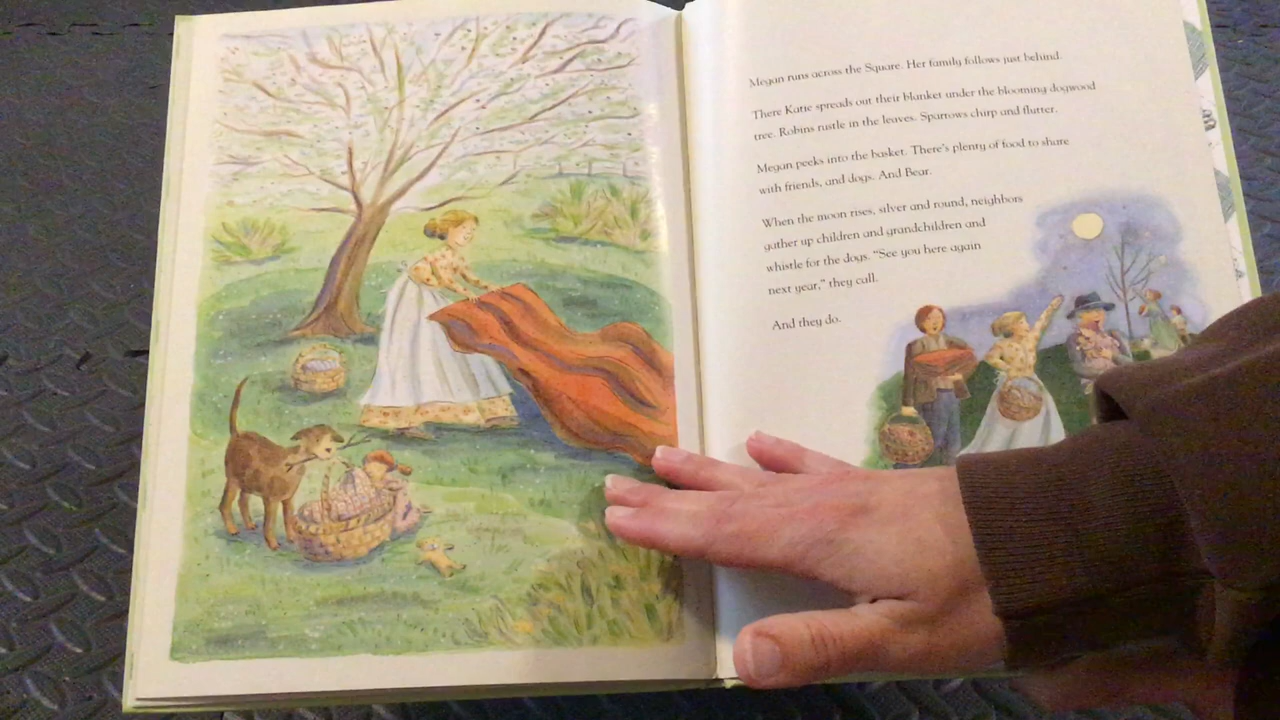 Megan runs across the Square. Her family follows just behind.
There Katie spreads out their blanket under the blooming dogwood
tree. Robins rustle in the leaves. Sparrows chirp and flutter.
Megan peeks into the basket. There's plenty of food to share
with friends, and dogs. And Bear.
When the moon rises, silver and round, neighbors
gather up children and grandchildren and
whistle for the dogs. “See you here again
next year,” they call.
And they do.